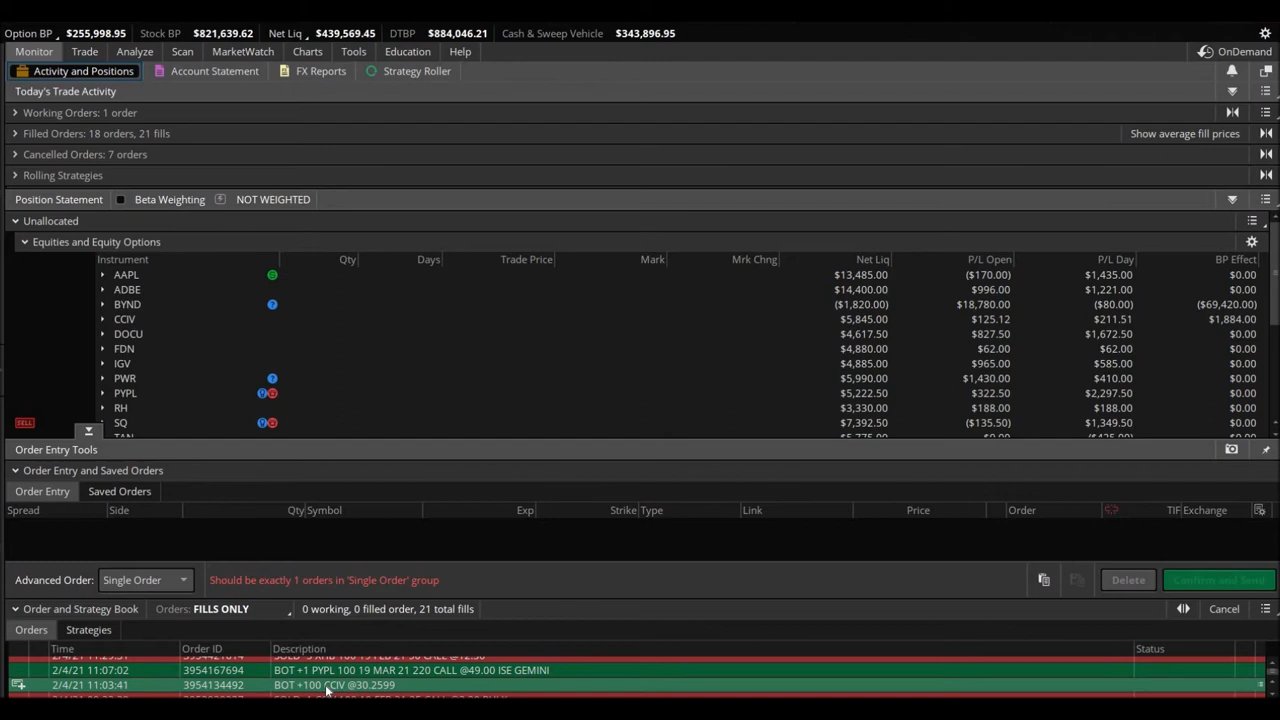 Option BP $255,998.95 Stock BP $821,639.62 Net Liq $439,569.45 DTBP $884,046.21 Cash & Sweep Vehicle $343,896.95
Monitor Trade Analyze Scan MarketWatch Charts Tools Education Help OnDemand
Activity and Positions Account Statement FX Reports Strategy Roller
Today's Trade Activity
Working Orders: 1 order
Filled Orders: 18 orders, 21 fills Show average fill prices
Cancelled Orders: 7 orders
Rolling Strategies
Position Statement Beta Weighting NOT WEIGHTED
Unallocated
Equities and Equity Options
Instrument Qty Days Trade Price Mark Mrk Chng Net Liq P/L Open P/L Day BP Effect
AAPL $13,485.00 ($170.00) $1,435.00 $0.00
ADBE $14,400.00 $996.00 $1,221.00 $0.00
BYND ($1,820.00) $18,780.00 ($80.00) ($69,420.00)
CCIV $5,845.00 $125.12 $211.51 $1,884.00
DOCU $4,617.50 $827.50 $1,672.50 $0.00
FDN $4,880.00 $62.00 $62.00 $0.00
IGV $4,885.00 $965.00 $585.00 $0.00
PWR $5,990.00 $1,430.00 $410.00 $0.00
PYPL $5,222.50 $322.50 $2,297.50 $0.00
RH $3,330.00 $188.00 $188.00 $0.00
SELL SQ $7,392.50 ($135.50) $1,349.50 $0.00
TAN $5,775.00 $0.00 ($425.00) $0.00
Order Entry Tools
Order Entry and Saved Orders
Order Entry Saved Orders
Spread Side Qty Symbol Exp Strike Type Link Price Order TIF Exchange
Advanced Order: Single Order Should be exactly 1 orders in 'Single Order' group Delete Confirm and Send
Order and Strategy Book Orders: FILLS ONLY 0 working, 0 filled order, 21 total fills Cancel
Orders Strategies
Time Order ID Description Status
2/4/21 11:07:02 3954167694 BOT +1 PYPL 100 19 MAR 21 220 CALL @49.00 ISE GEMINI
2/4/21 11:03:41 3954134492 BOT +100 CCIV @30.2599